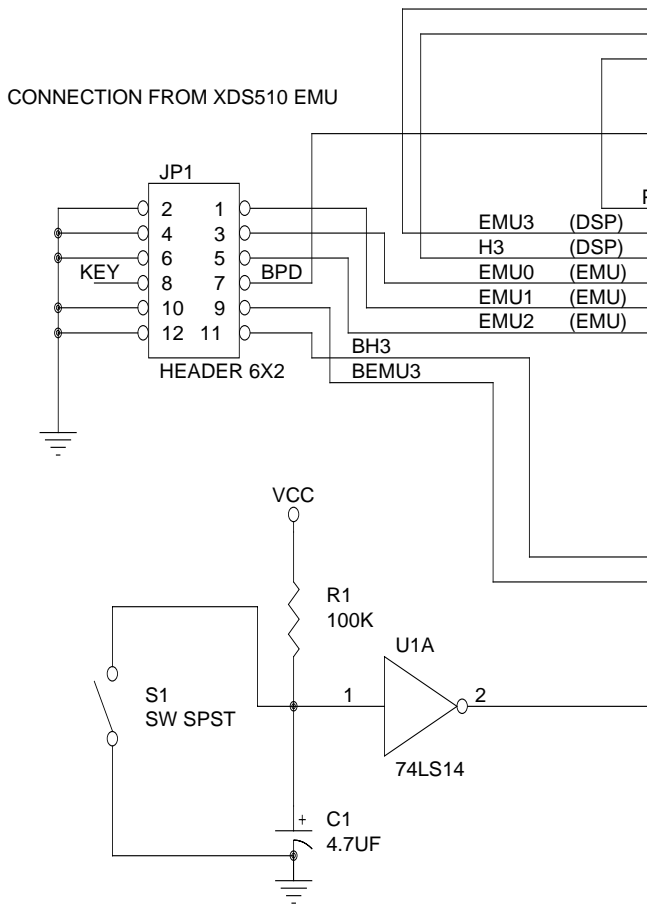 CONNECTION FROM XDS510 EMU
JP1
2 1
4 3
6 5
KEY 8 7 BPD
10 9
12 11
HEADER 6X2
EMU3 (DSP)
H3 (DSP)
EMU0 (EMU)
EMU1 (EMU)
EMU2 (EMU)
BH3
BEMU3
VCC
R1
100K
U1A
1 2
74LS14
S1
SW SPST
+ C1
4.7UF